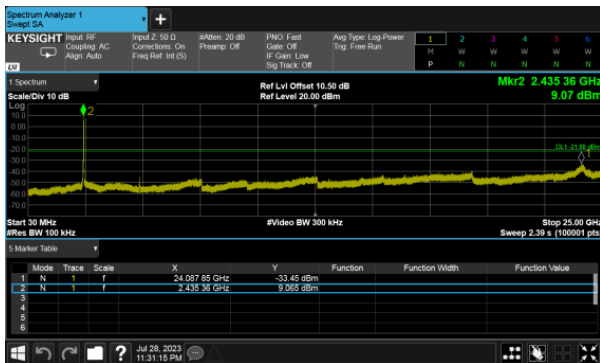 Spectrum Analyzer 1
Swept SA
+
KEYSIGHT Input: RF Input Z: 50 Ω #Atten: 20 dB PNO: Fast Avg Type: Log-Power 1 2 3 4 5 6
Coupling: AC Corrections: On Preamp: Off Gate: Off Trig: Free Run M W W W W W
Align: Auto Freq Ref: Int (S) IF Gain: Low
Sig Track: Off P N N N N N
LXI
1 Spectrum
Scale/Div 10 dB
Ref Lvl Offset 10.50 dB
Ref Level 20.00 dBm
Mkr2 2.435 36 GHz
9.07 dBm
Log
2
10.0
0.00
-10.0
-20.0
DL1 -21.86 dBm
1
-30.0
-40.0
-50.0
-60.0
-70.0
Start 30 MHz #Video BW 300 kHz Stop 25.00 GHz
#Res BW 100 kHz Sweep 2.39 s (100001 pts)
5 Marker Table
Mode Trace Scale X Y Function Function Width Function Value
1 N 1 f 24.087 85 GHz -33.45 dBm
2 N 1 f 2.435 36 GHz 9.065 dBm
3
4
5
6
?
Jul 28, 2023
11:31:15 PM